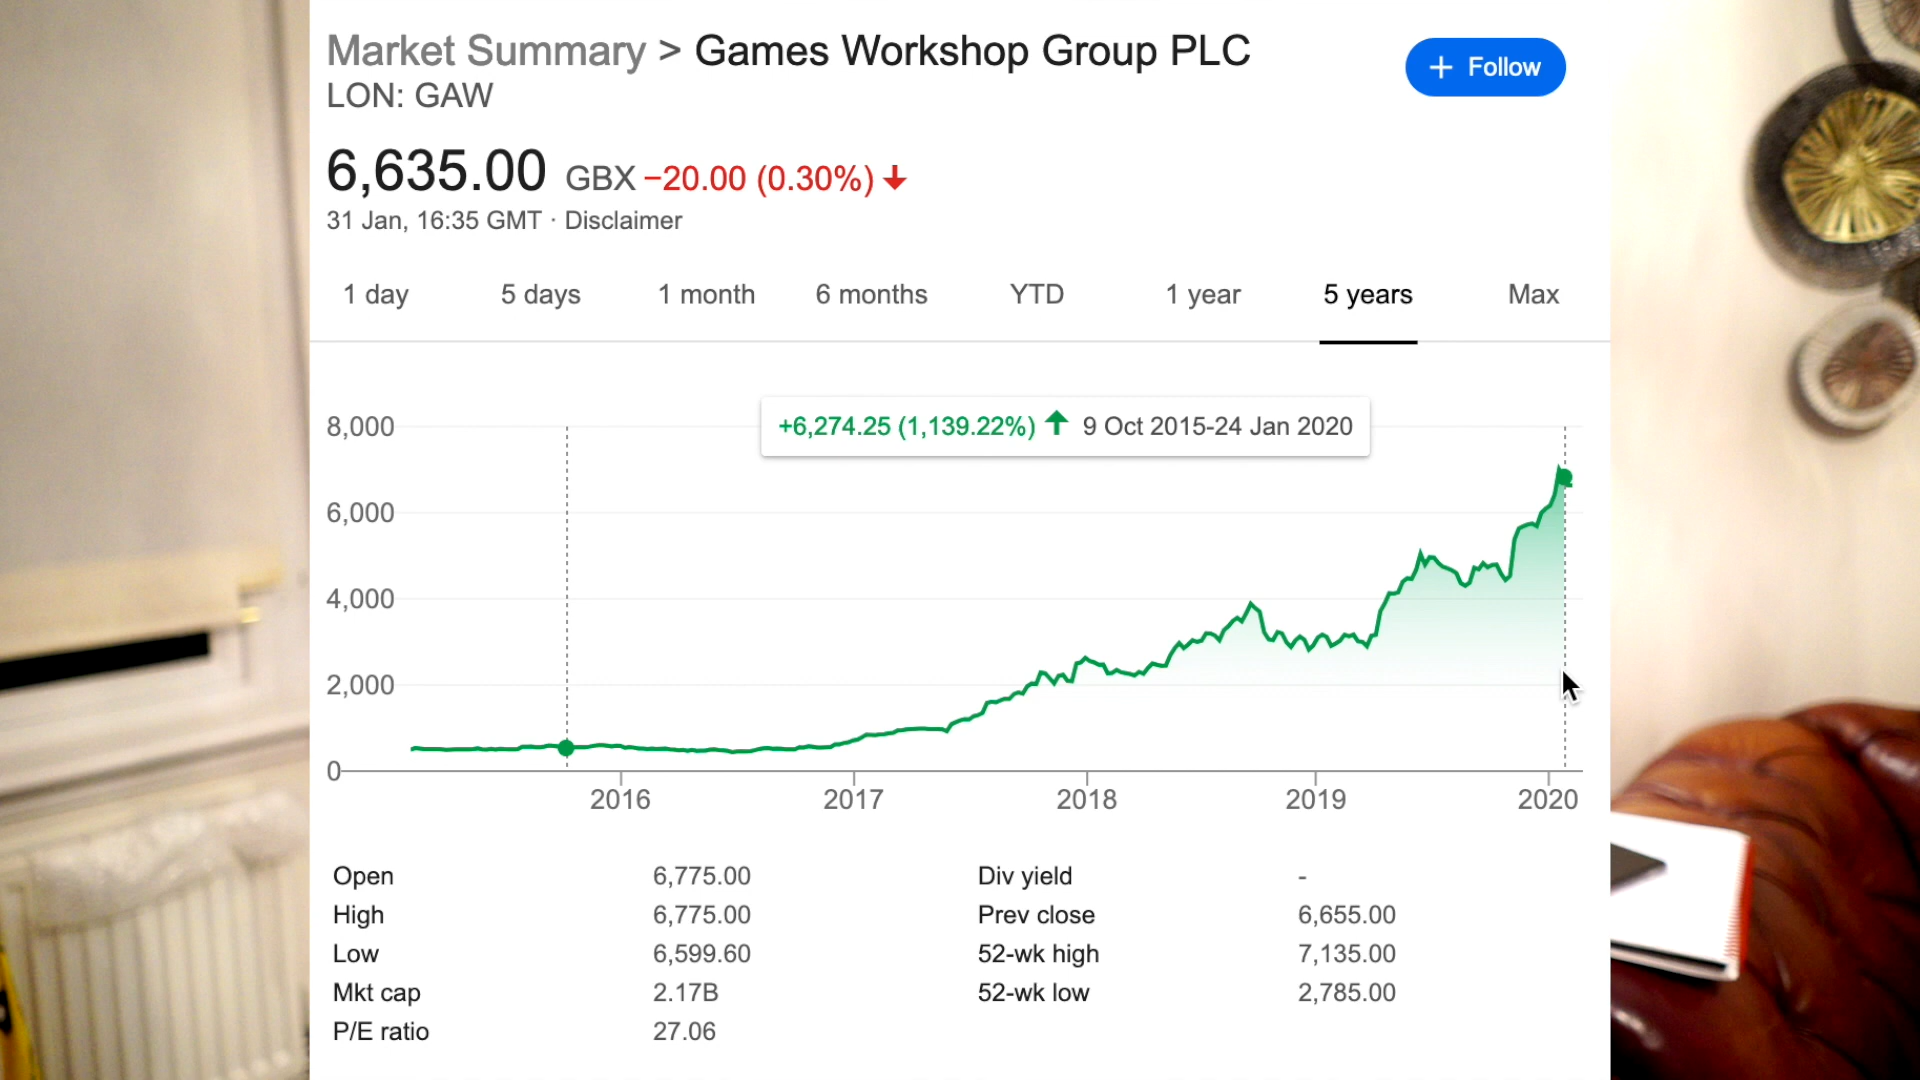 Market Summary > Games Workshop Group PLC
+ Follow
LON: GAW
6,635.00 GBX −20.00 (0.30%)
31 Jan, 16:35 GMT · Disclaimer
1 day 5 days 1 month 6 months YTD 1 year 5 years Max
+6,274.25 (1,139.22%) 9 Oct 2015-24 Jan 2020
8,000
6,000
4,000
2,000
0
2016 2017 2018 2019 2020
Open 6,775.00 Div yield -
High 6,775.00 Prev close 6,655.00
Low 6,599.60 52-wk high 7,135.00
Mkt cap 2.17B 52-wk low 2,785.00
P/E ratio 27.06